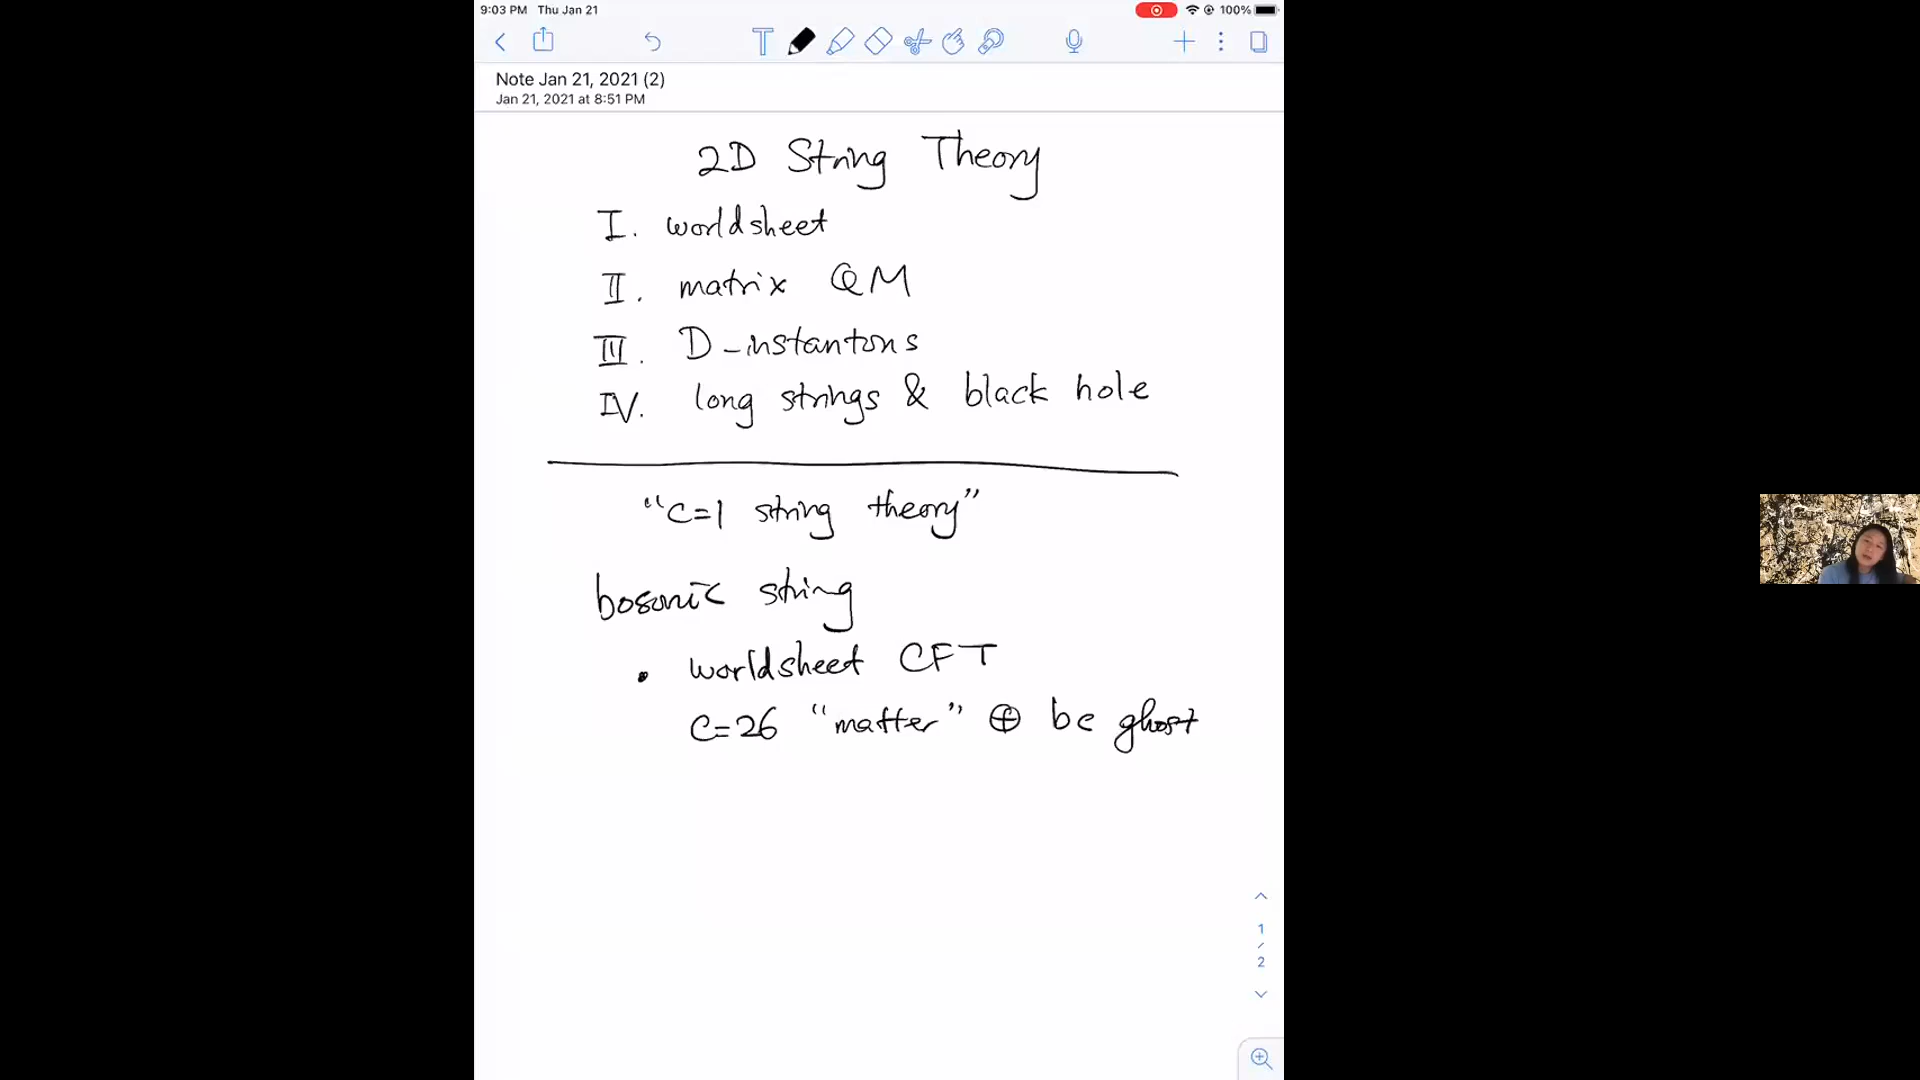 9:03 PM Thu Jan 21
100%
Note Jan 21, 2021 (2)
Jan 21, 2021 at 8:51 PM
2D String Theory
I. worldsheet
II. matrix QM
III. D-instantons
IV. long strings & black hole
"c=1 string theory"
bosonic string
• worldsheet CFT
C=26 "matter" ⊕ bc ghost
1
/
2